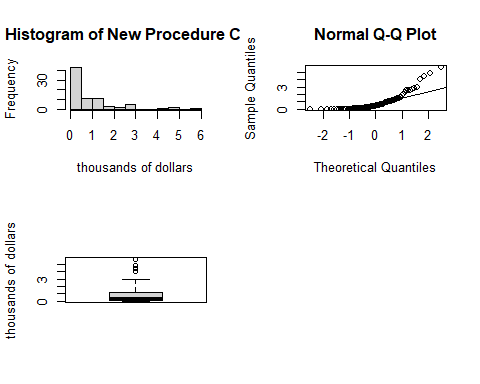 Histogram of New Procedure C
Frequency
0 30
0 1 2 3 4 5 6
thousands of dollars
Normal Q-Q Plot
Sample Quantiles
0 3
-2 -1 0 1 2
Theoretical Quantiles
thousands of dollars
0 3